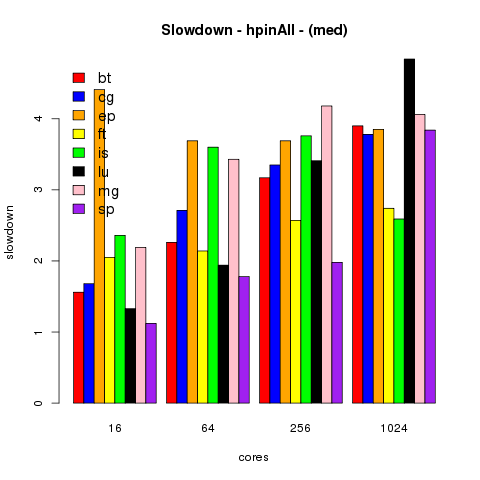 Slowdown - hpinAll - (med)
bt
cg
ep
ft
is
lu
mg
sp
slowdown
4
3
2
1
0
16 64 256 1024
cores